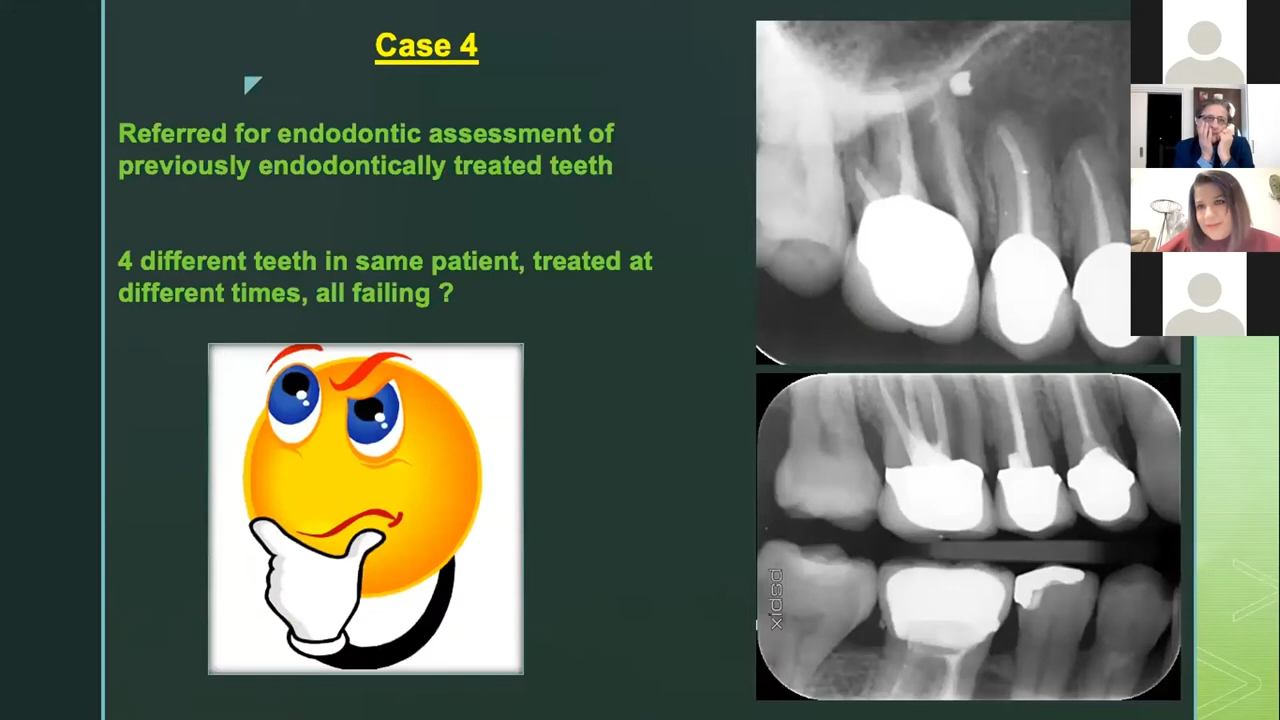 Case 4
Referred for endodontic assessment of
previously endodontically treated teeth
4 different teeth in same patient, treated at
different times, all failing ?
xidsd